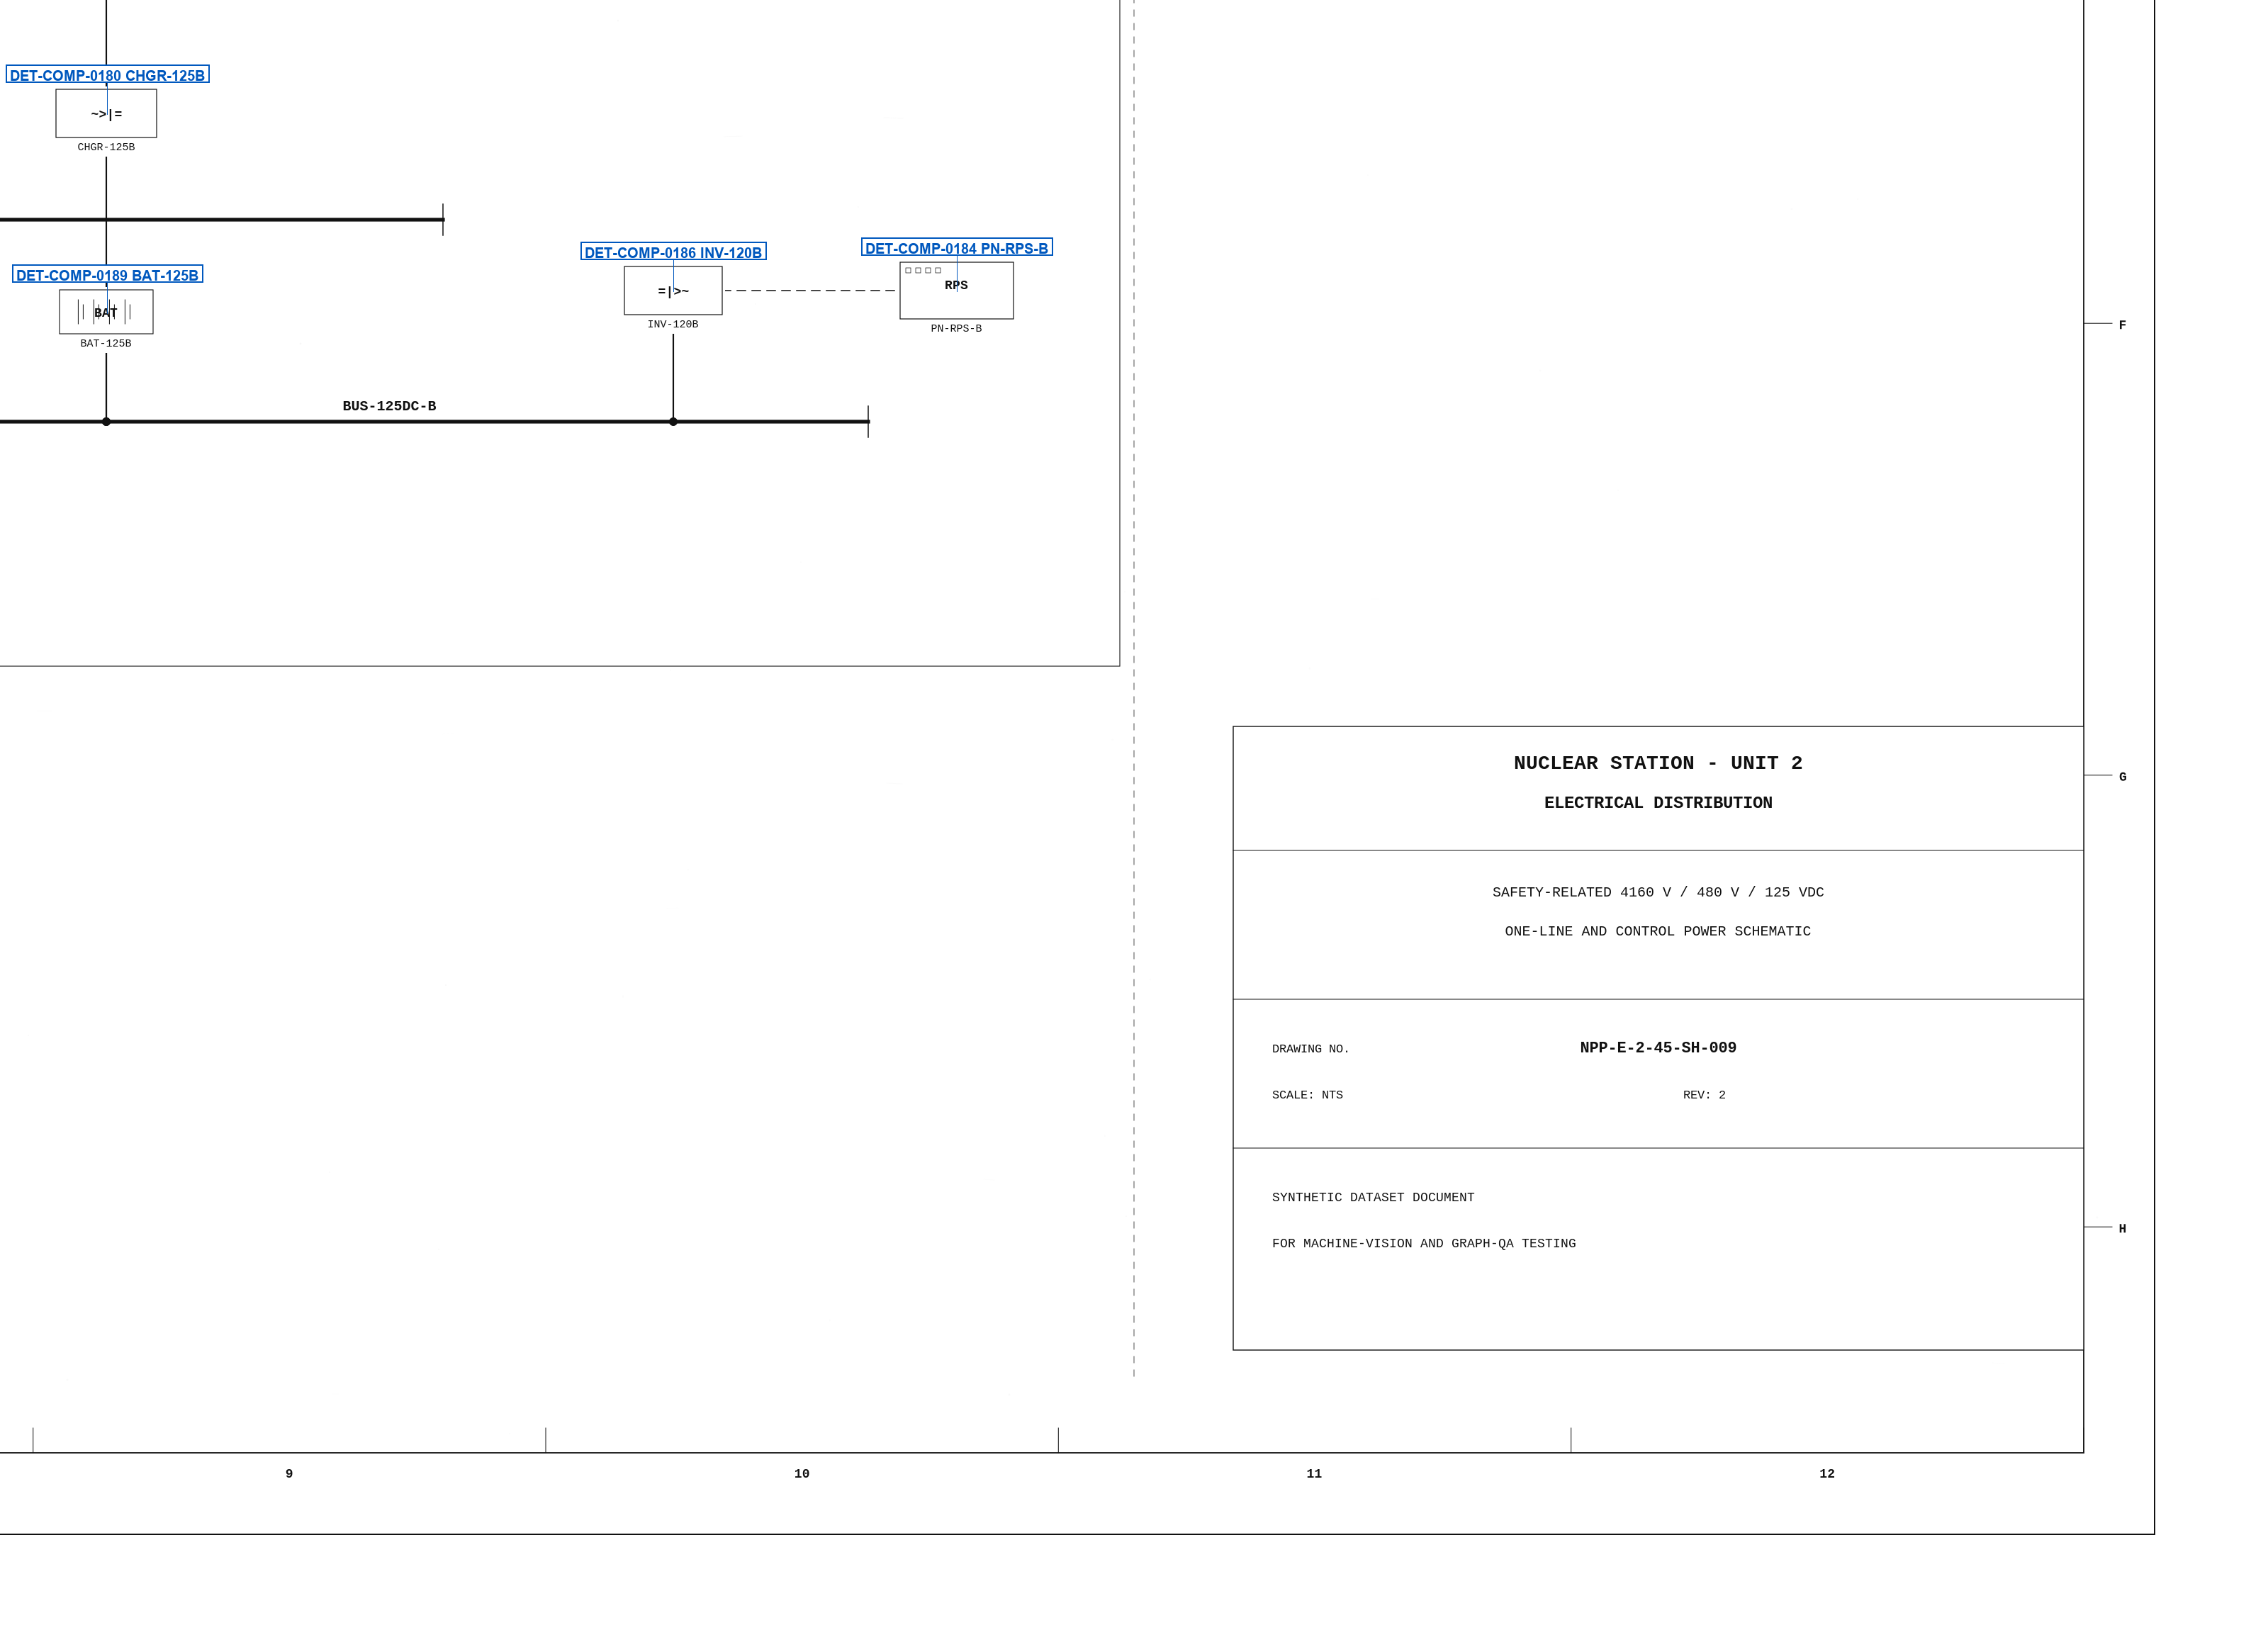 DET-COMP-0180 CHGR-125B
~>|=
CHGR-125B
DET-COMP-0189 BAT-125B
BAT
BAT-125B
DET-COMP-0186 INV-120B
=|>~
INV-120B
DET-COMP-0184 PN-RPS-B
RPS
PN-RPS-B
BUS-125DC-B
F
G
H
NUCLEAR STATION - UNIT 2
ELECTRICAL DISTRIBUTION
SAFETY-RELATED 4160 V / 480 V / 125 VDC
ONE-LINE AND CONTROL POWER SCHEMATIC
DRAWING NO. NPP-E-2-45-SH-009
SCALE: NTS REV: 2
SYNTHETIC DATASET DOCUMENT
FOR MACHINE-VISION AND GRAPH-QA TESTING
9 10 11 12